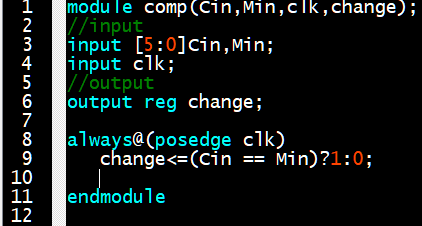 1 module comp(Cin,Min,clk,change);
2 //input
3 input [5:0]Cin,Min;
4 input clk;
5 //output
6 output reg change;
7
8 always@(posedge clk)
9    change<=(Cin == Min)?1:0;
10
11 endmodule
12